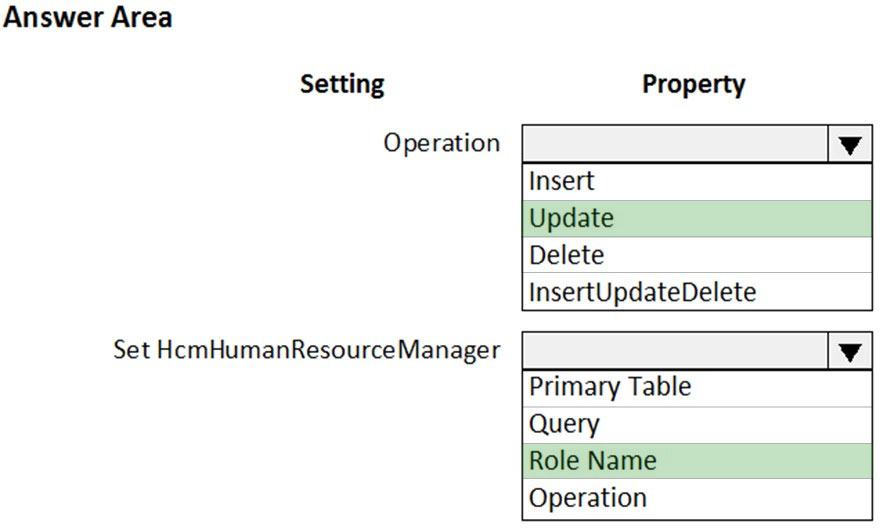 Answer Area
Setting Property
Operation
Insert
Update
Delete
InsertUpdateDelete
Set HcmHumanResourceManager
Primary Table
Query
Role Name
Operation